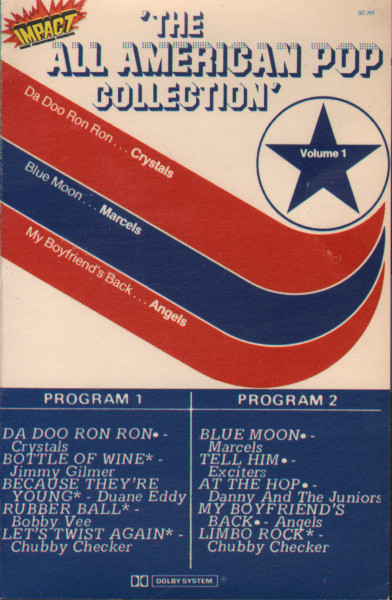 IMPACT
'THE
ALL AMERICAN POP
COLLECTION'
Da Doo Ron Ron... Crystals
Volume 1
Blue Moon... Marcels
My Boyfriend's Back... Angels
PROGRAM 1
DA DOO RON RON• -
Crystals
BOTTLE OF WINE* -
Jimmy Gilmer
BECAUSE THEY'RE
YOUNG* - Duane Eddy
RUBBER BALL* -
Bobby Vee
LET'S TWIST AGAIN* -
Chubby Checker
PROGRAM 2
BLUE MOON• -
Marcels
TELL HIM• -
Exciters
AT THE HOP• -
Danny And The Juniors
MY BOYFRIEND'S
BACK• - Angels
LIMBO ROCK* -
Chubby Checker
DOLBY SYSTEM